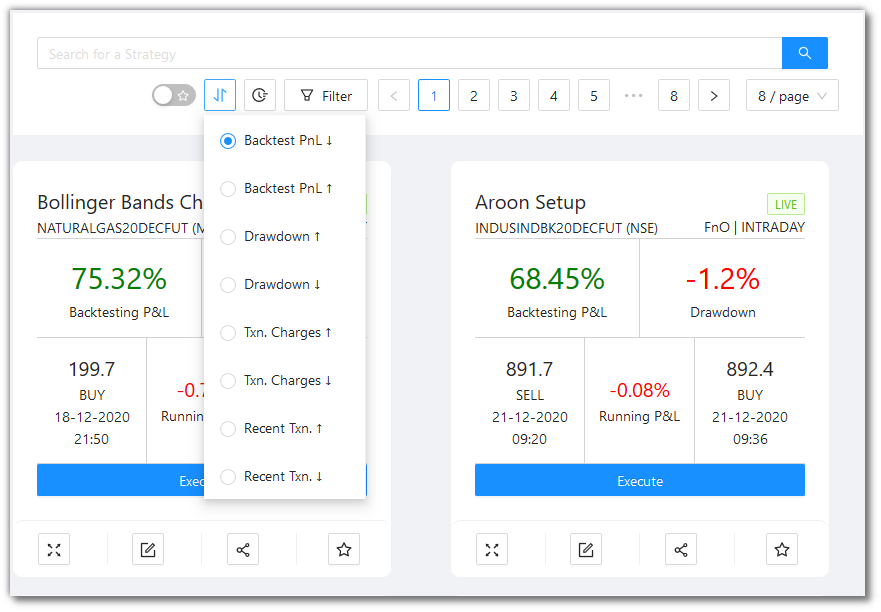 Search for a Strategy
Filter
1
2
3
4
5
•••
8
8 / page
Backtest PnL ↓
Backtest PnL ↑
Drawdown ↑
Drawdown ↓
Txn. Charges ↑
Txn. Charges ↓
Recent Txn. ↑
Recent Txn. ↓
Bollinger Bands Ch
NATURALGAS20DECFUT (M
75.32%
Backtesting P&L
199.7
BUY
18-12-2020
21:50
-0.7
Runnin
Exec
Aroon Setup
LIVE
INDUSINDBK20DECFUT (NSE)
FnO | INTRADAY
68.45%
Backtesting P&L
-1.2%
Drawdown
891.7
SELL
21-12-2020
09:20
-0.08%
Running P&L
892.4
BUY
21-12-2020
09:36
Execute